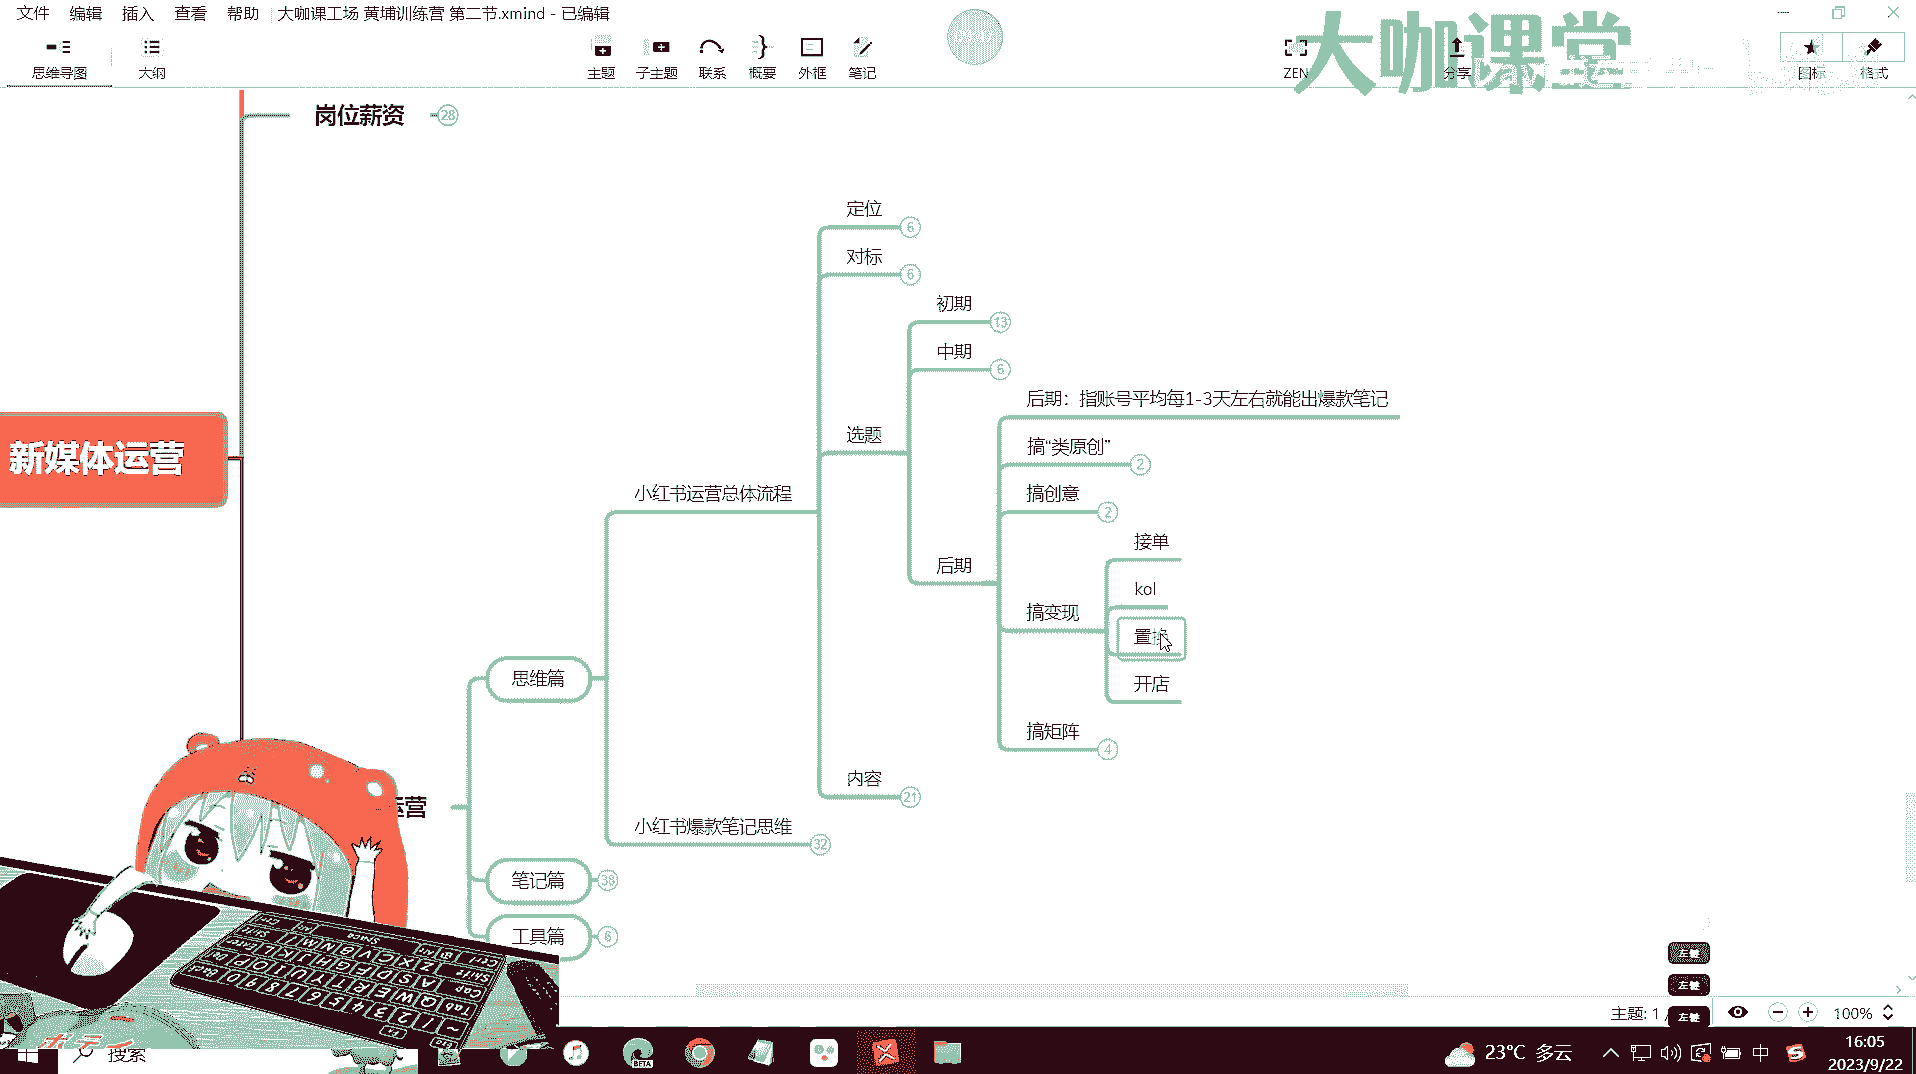 文件 编辑 插入 查看 帮助 大咖课工场 黄埔训练营 第二节.xmind - 已编辑
思维导图 大纲 主题 子主题 联系 概要 外框 笔记 ZEN 分享 图标 格式
大咖课堂
岗位薪资 28
定位 6
对标 6
初期 13
中期 6
后期：指账号平均每1-3天左右就能出爆款笔记
选题
搞“类原创” 2
新媒体运营
小红书运营总体流程
搞创意 2
接单
后期
kol
搞变现
置换
思维篇
开店
搞矩阵 4
内容 21
运营
小红书爆款笔记思维 32
笔记篇 38
工具篇 6
左键
左键
左键
主题: 1 /
100%
搜索
BETA
23°C 多云
中
16:05
2023/9/22